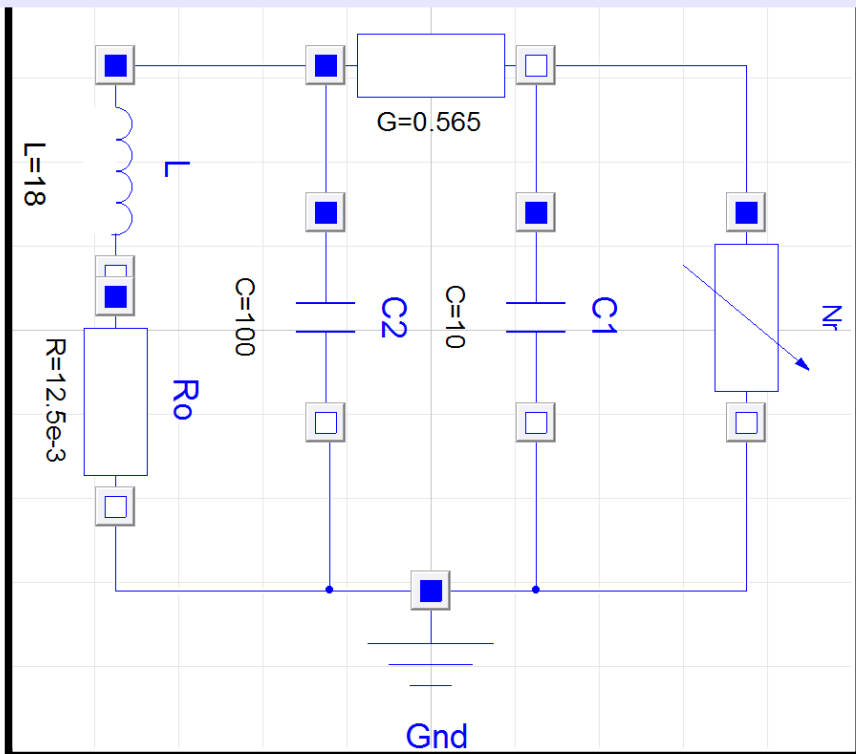 G=0.565
L
L=18
C=100
C2
C=10
C1
Nr
R=12.5e-3
Ro
Gnd